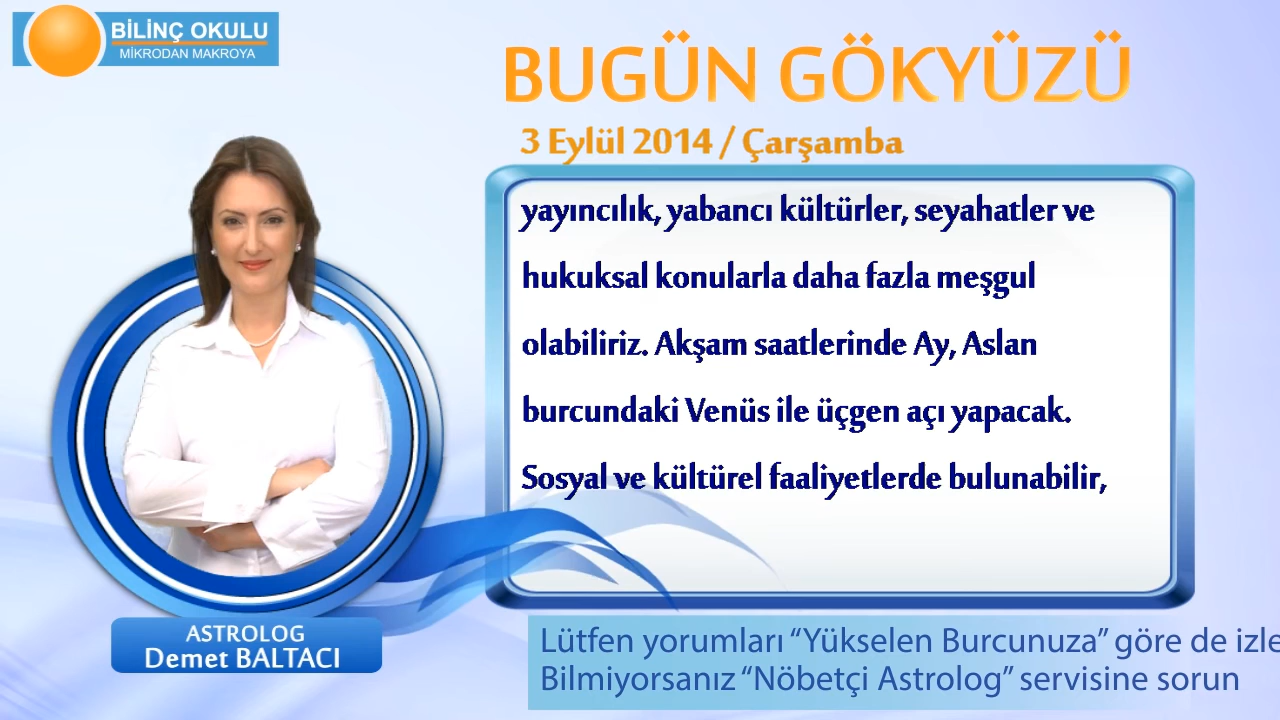 BİLİNÇ OKULU
MİKRODAN MAKROYA
BUGÜN GÖKYÜZÜ
3 Eylül 2014 / Çarşamba
yayıncılık, yabancı kültürler, seyahatler ve
hukuksal konularla daha fazla meşgul
olabiliriz. Akşam saatlerinde Ay, Aslan
burcundaki Venüs ile üçgen açı yapacak.
Sosyal ve kültürel faaliyetlerde bulunabilir,
ASTROLOG
Demet BALTACI
Lütfen yorumları “Yükselen Burcunuza” göre de izle
Bilmiyorsanız “Nöbetçi Astrolog” servisine sorun